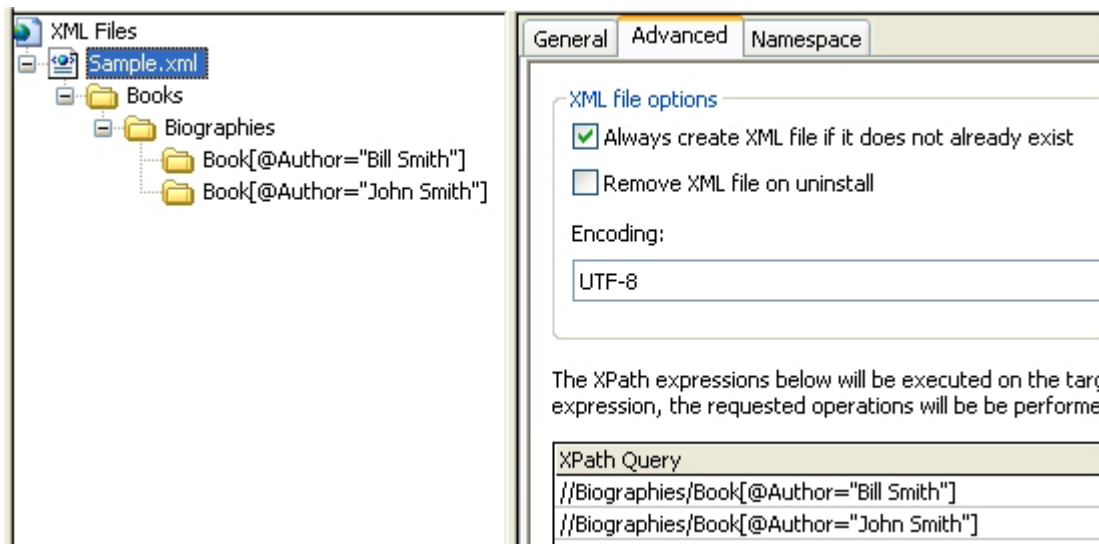 XML Files
Sample.xml
Books
Biographies
Book[@Author="Bill Smith"]
Book[@Author="John Smith"]
General Advanced Namespace
XML file options
Always create XML file if it does not already exist
Remove XML file on uninstall
Encoding:
UTF-8
The XPath expressions below will be executed on the
expression, the requested operations will be be
XPath Query
//Biographies/Book[@Author="Bill Smith"]
//Biographies/Book[@Author="John Smith"]